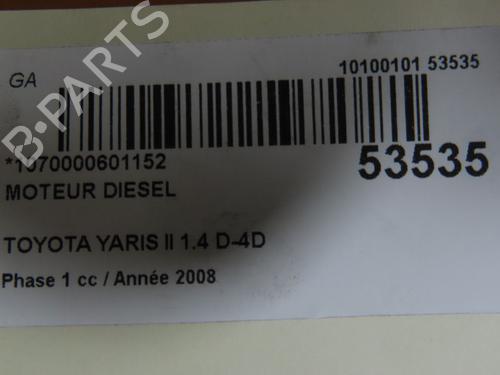 GA
10100101 53535
*1070000601152
53535
MOTEUR DIESEL
TOYOTA YARIS II 1.4 D-4D
Phase 1 cc / Année 2008
B-PARTS